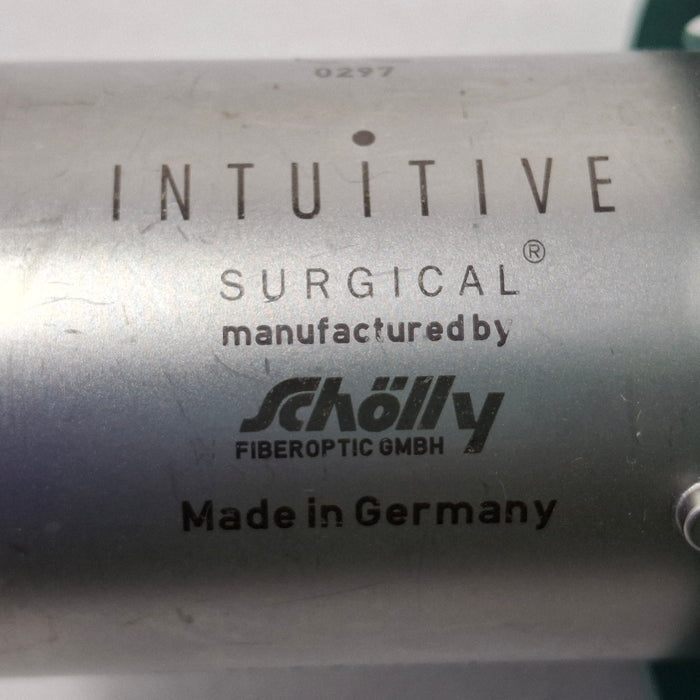 0297
INTUITIVE
SURGICAL®
manufactured by
Schölly
FIBEROPTIC GMBH
Made in Germany